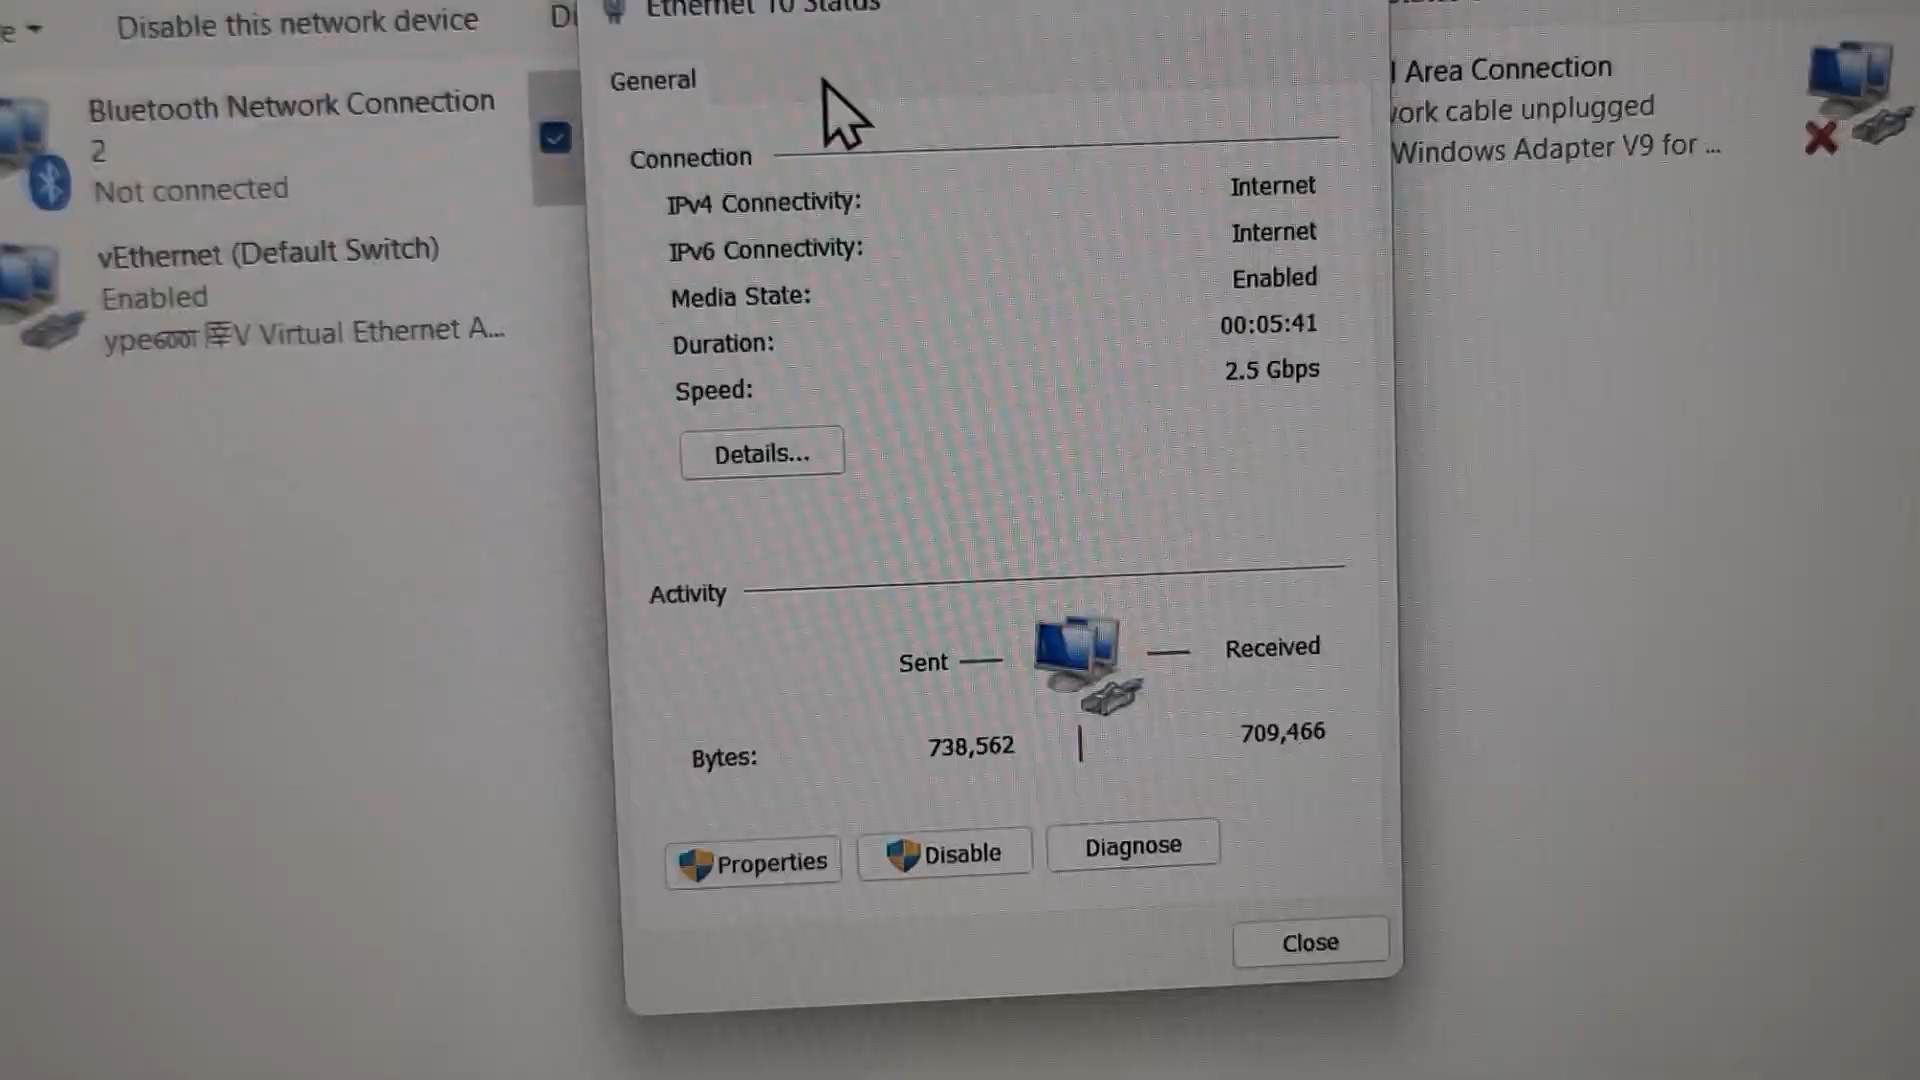 Disable this network device
Bluetooth Network Connection
2
Not connected
vEthernet (Default Switch)
Enabled
V Virtual Ethernet A...
Ethernet 10 Status
General
Connection
IPv4 Connectivity: Internet
IPv6 Connectivity: Internet
Media State: Enabled
Duration: 00:05:41
Speed: 2.5 Gbps
Details...
Activity
Sent Received
Bytes: 738,562 709,466
Properties Disable Diagnose
Close
Area Connection
cable unplugged
Windows Adapter V9 for ...